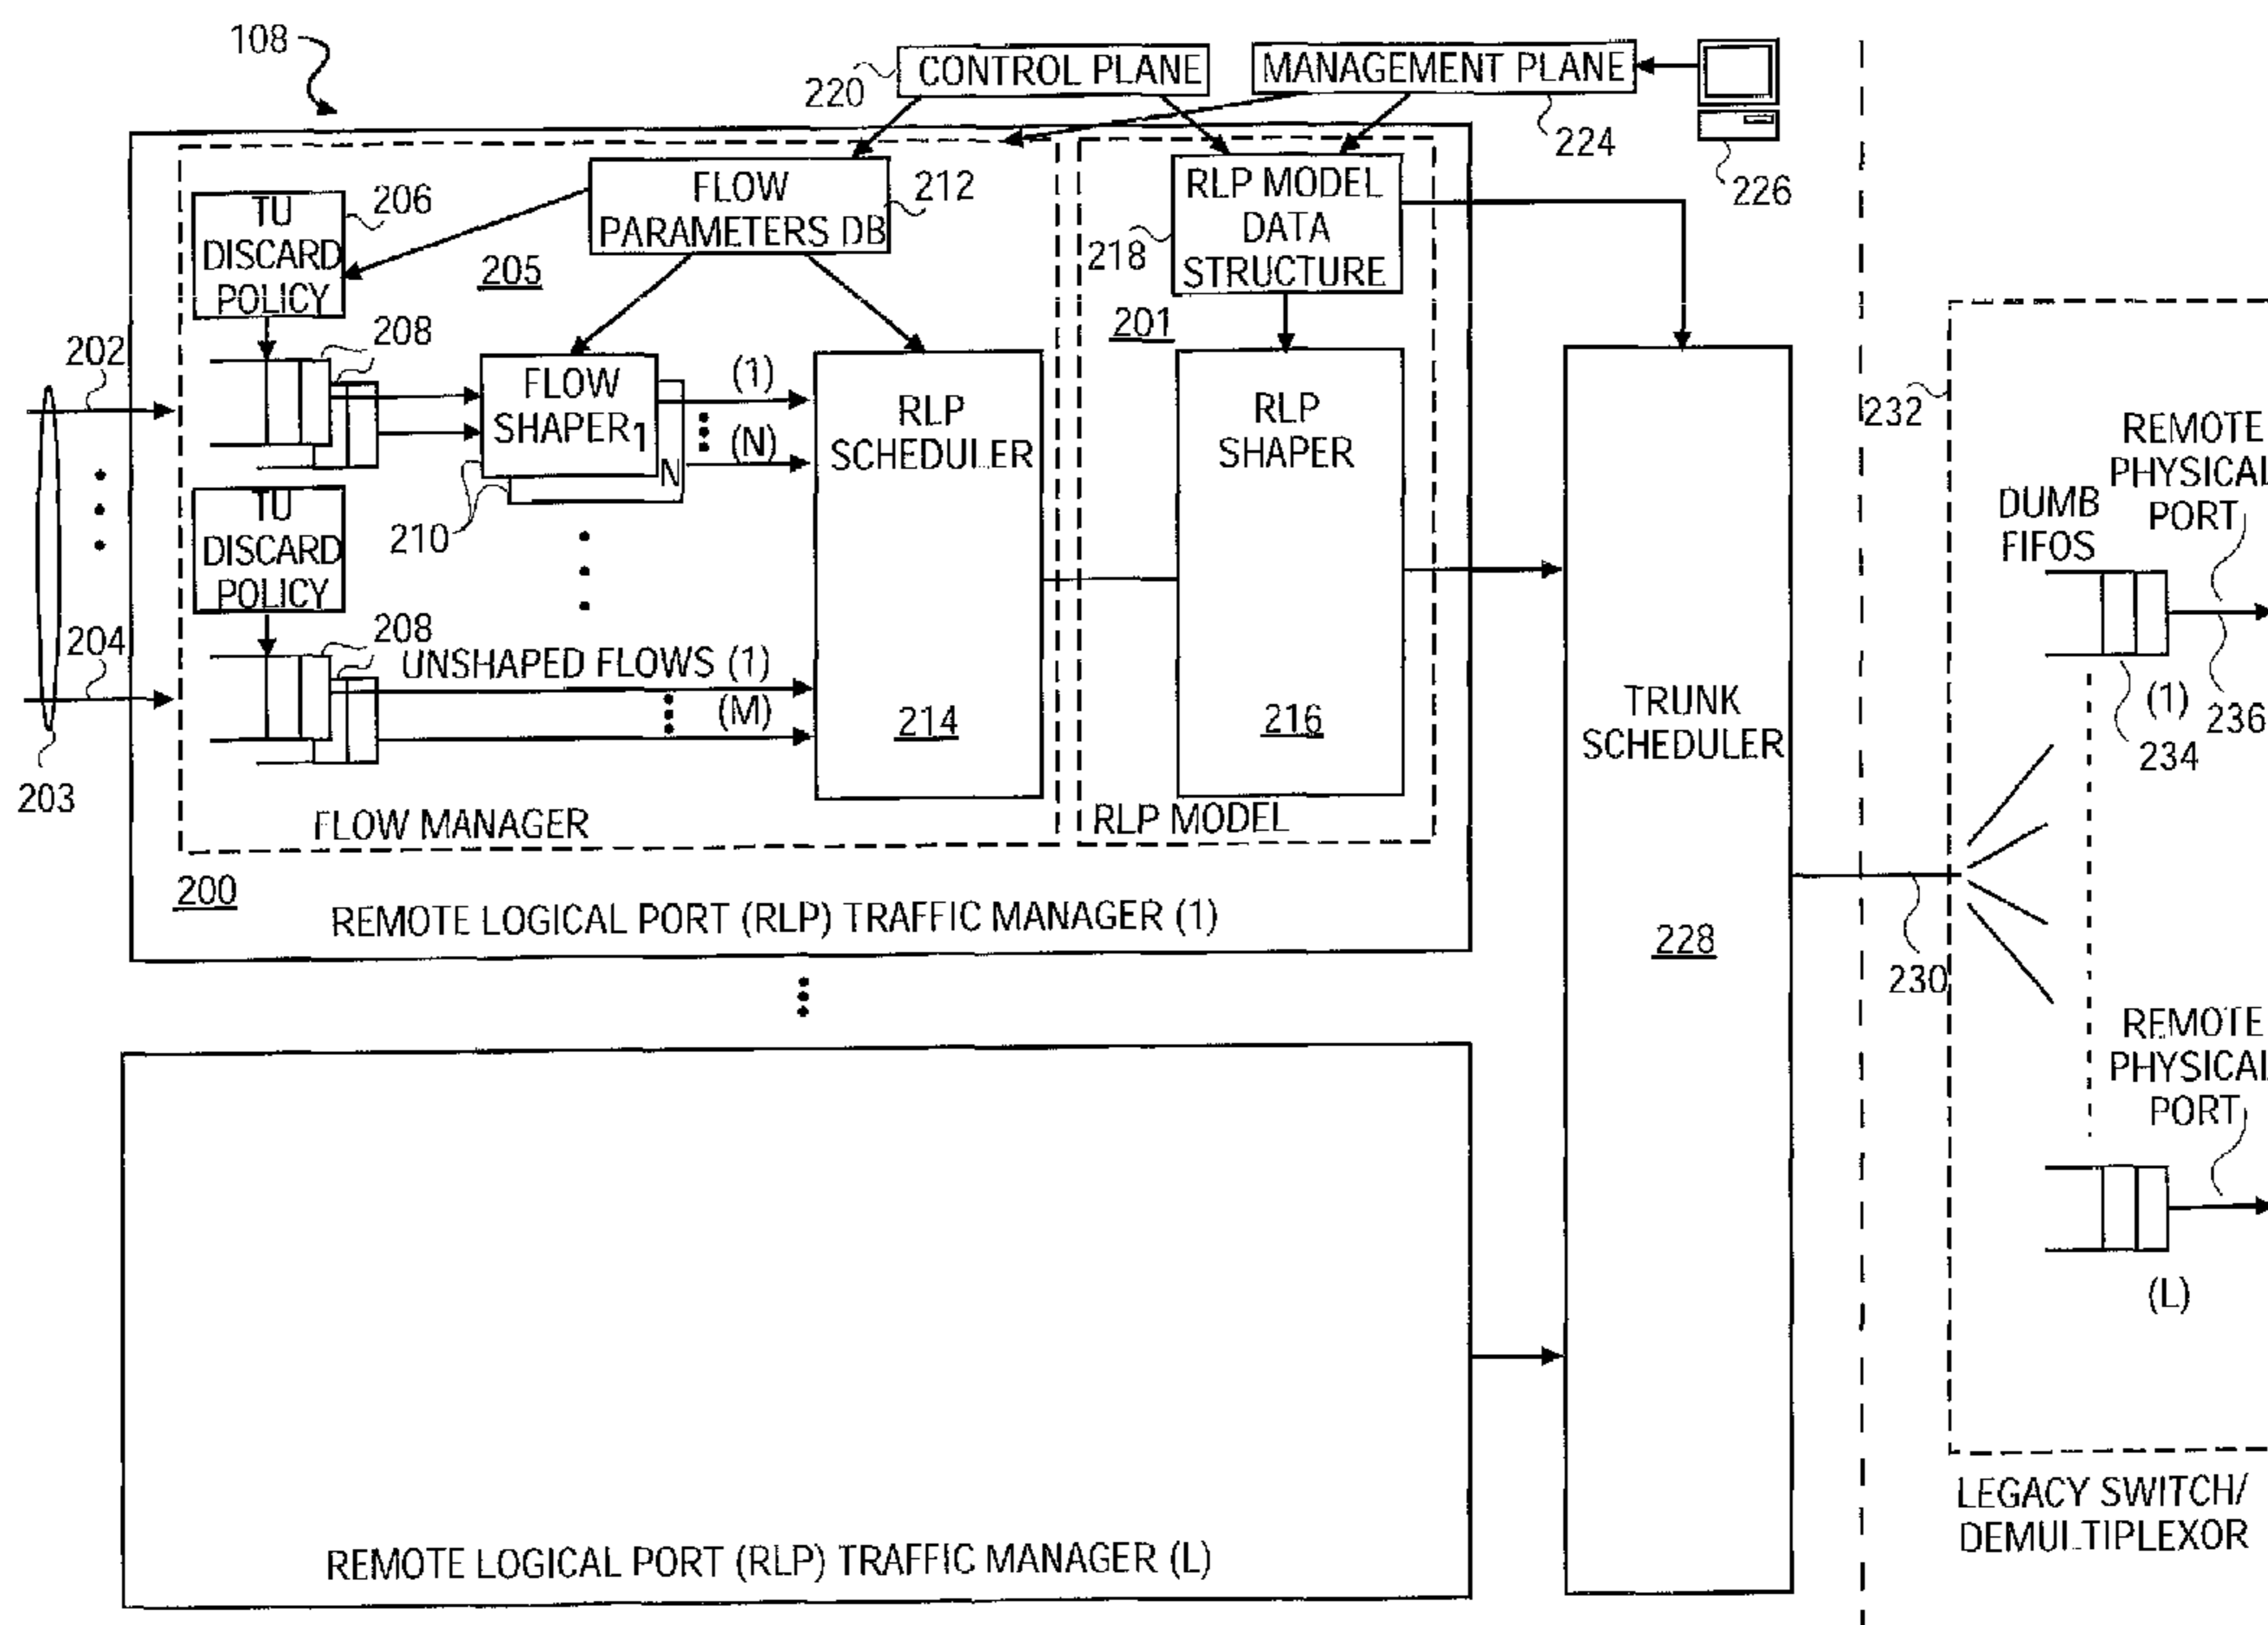 108
220
CONTROL PLANE
MANAGEMENT PLANE
224
226
TU
DISCARD
POLICY
206
FLOW
PARAMETERS DB
212
205
RLP MODEL
DATA
STRUCTURE
218
201
202
208
FLOW
SHAPER1
N
210
(1)
(N)
RLP
SCHEDULER
214
RLP
SHAPER
216
TU
DISCARD
POLICY
204
208
UNSHAPED FLOWS (1)
(M)
203
FLOW MANAGER
RLP MODEL
200
REMOTE LOGICAL PORT (RLP) TRAFFIC MANAGER (1)
TRUNK
SCHEDULER
228
230
232
REMOTE
PHYSICAL
PORT
DUMB
FIFOS
(1)
234
236
REMOTE
PHYSICAL
PORT
(L)
LEGACY SWITCH/
DEMULTIPLEXOR
REMOTE LOGICAL PORT (RLP) TRAFFIC MANAGER (L)